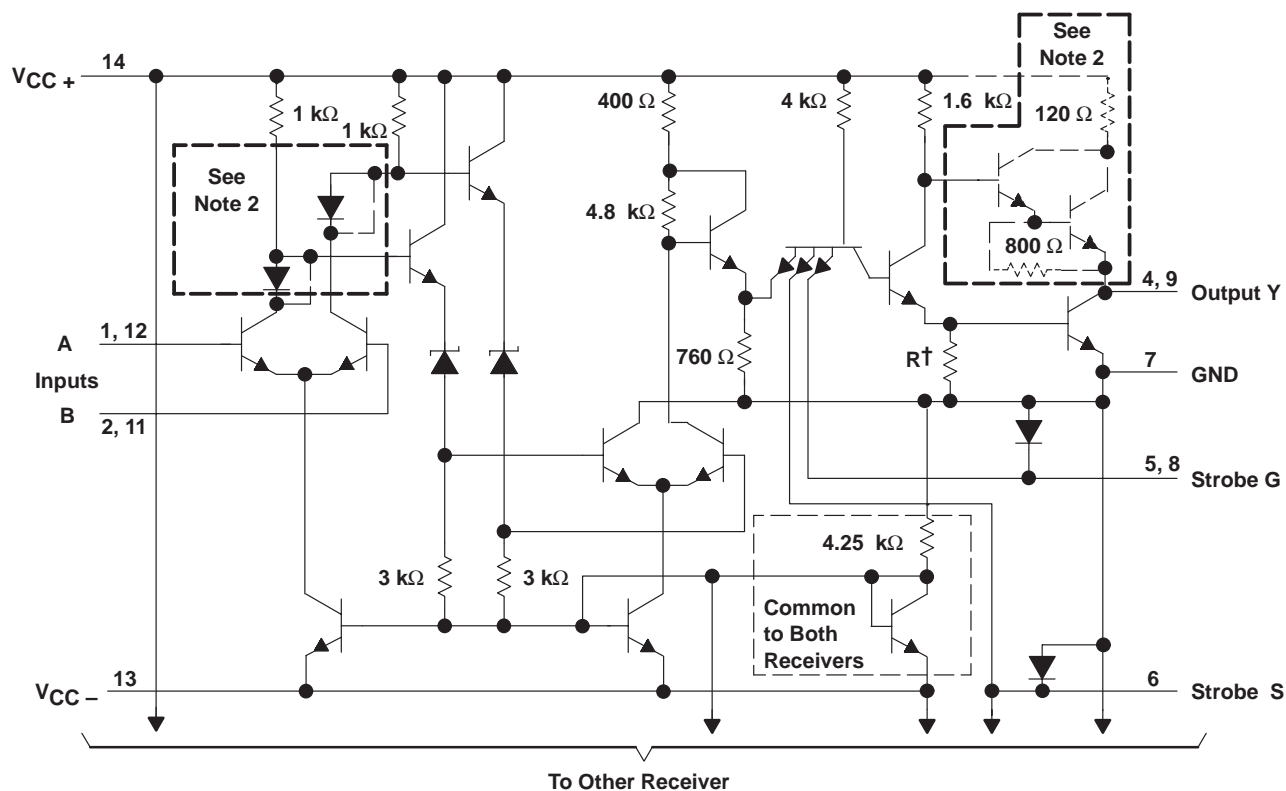 See
Note 2
VCC +
14
400 Ω
4 kΩ
1.6 kΩ
120 Ω
1 kΩ
1 kΩ
See
Note 2
4.8 kΩ
800 Ω
4, 9
Output Y
1, 12
A
Inputs
B
2, 11
760 Ω
R†
7
GND
5, 8
Strobe G
4.25 kΩ
3 kΩ
3 kΩ
Common
to Both
Receivers
VCC –
13
6
Strobe S
To Other Receiver